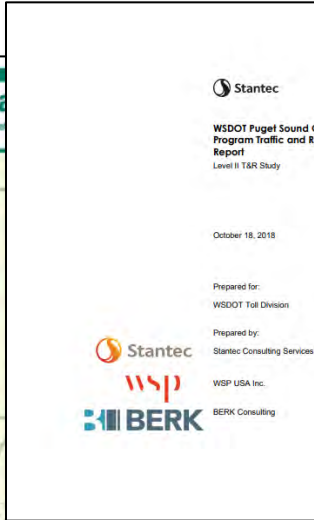 Stantec
WSDOT Puget Sound
Program Traffic and R
Report
Level II T&R Study
October 18, 2018
Prepared for:
WSDOT Toll Division
Prepared by:
Stantec Consulting Services
WSP USA Inc.
BERK Consulting
Stantec
wsp
BERK